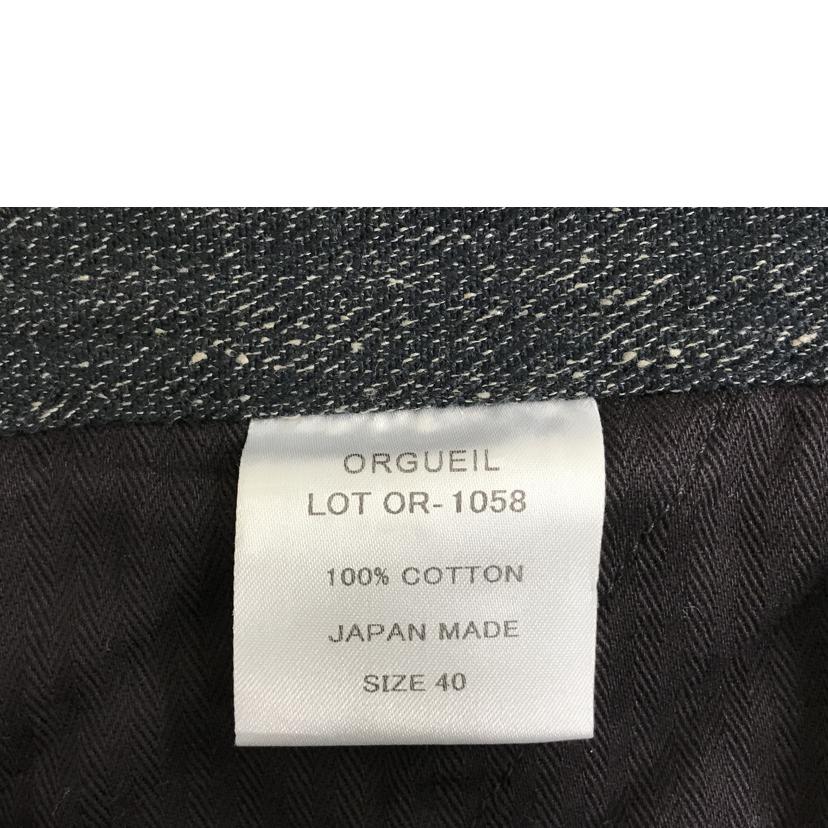 ORGUEIL
LOT OR-1058
100% COTTON
JAPAN MADE
SIZE 40